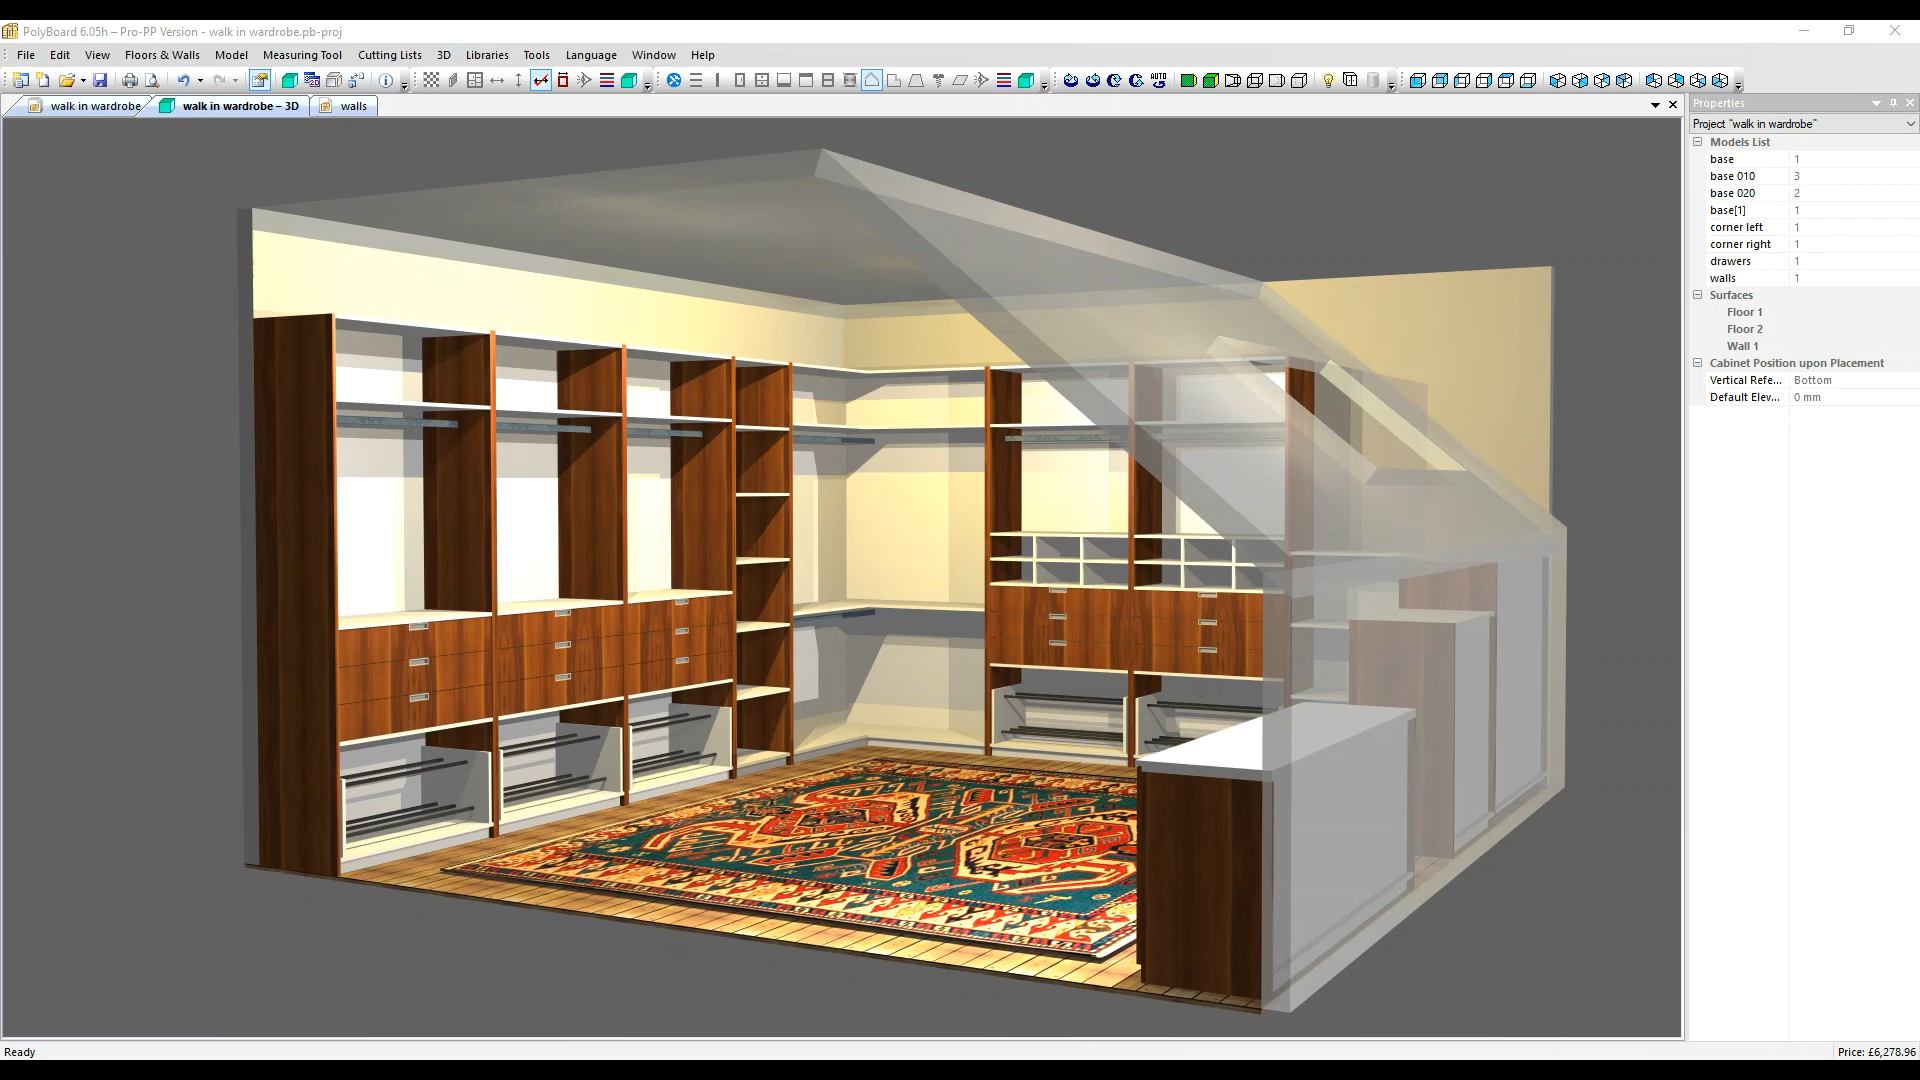 PolyBoard 6.05h – Pro-PP Version - walk in wardrobe.pb-proj
File Edit View Floors & Walls Model Measuring Tool Cutting Lists 3D Libraries Tools Language Window Help
AUTO
walk in wardrobe walk in wardrobe – 3D walls
Properties
Project "walk in wardrobe"
Models List
base 1
base 010 3
base 020 2
base[1] 1
corner left 1
corner right 1
drawers 1
walls 1
Surfaces
Floor 1
Floor 2
Wall 1
Cabinet Position upon Placement
Vertical Refe... Bottom
Default Elev... 0 mm
Ready Price: £6,278.96